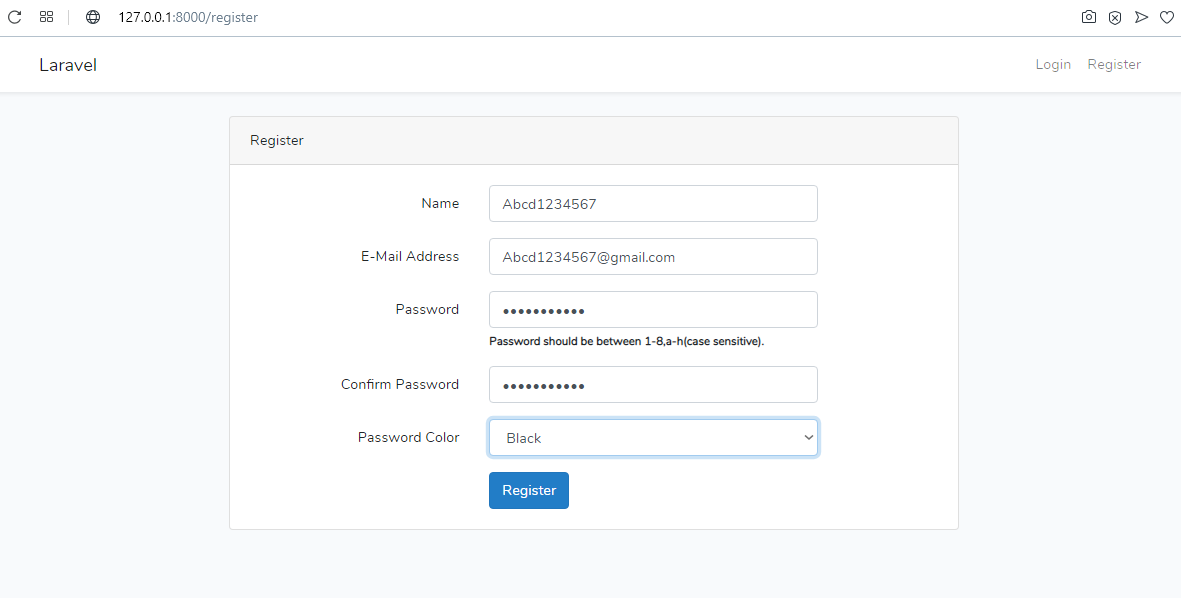 127.0.0.1:8000/register
Laravel Login Register
Register
Name Abcd1234567
E-Mail Address Abcd1234567@gmail.com
Password •••••••••••
Password should be between 1-8,a-h(case sensitive).
Confirm Password •••••••••••
Password Color Black
Register